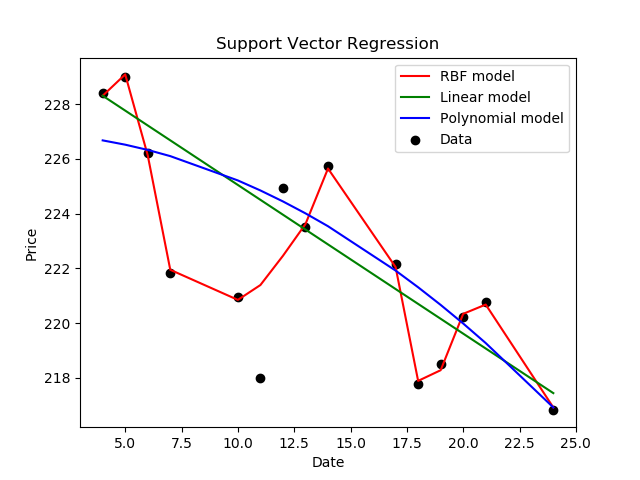 Support Vector Regression
RBF model
Linear model
Polynomial model
Data
Price
228
226
224
222
220
218
5.0 7.5 10.0 12.5 15.0 17.5 20.0 22.5 25.0
Date